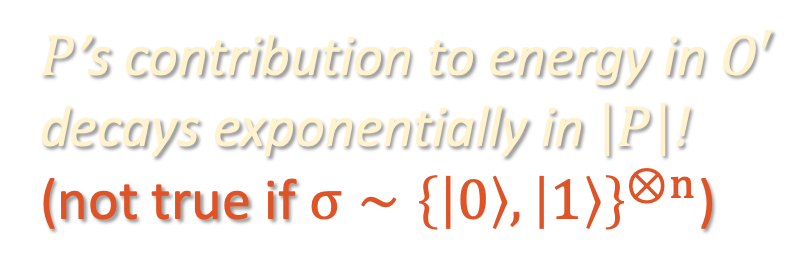 P's contribution to energy in O′
decays exponentially in |P|!
(not true if σ ~ {|0⟩, |1⟩}⊗n)